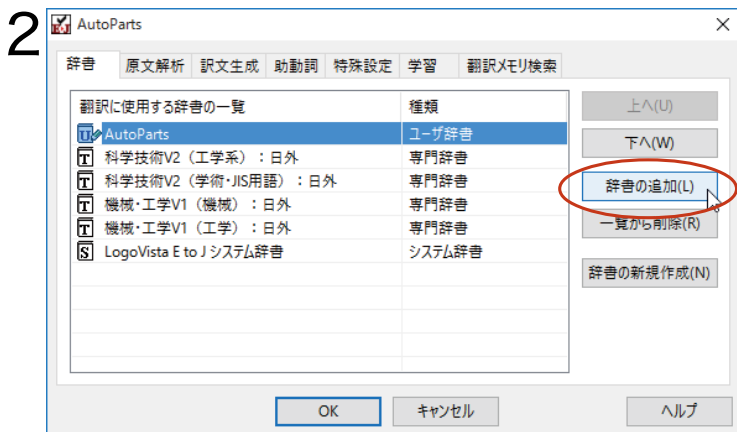 2
AutoParts
辞書 原文解析 訳文生成 助動詞 特殊設定 学習 翻訳メモリ検索
翻訳に使用する辞書の一覧 種類
AutoParts ユーザ辞書
科学技術V2（工学系）：日外 専門辞書
科学技術V2（学術・JIS用語）：日外 専門辞書
機械・工学V1（機械）：日外 専門辞書
機械・工学V1（工学）：日外 専門辞書
LogoVista E to J システム辞書 システム辞書
上へ(U)
下へ(W)
辞書の追加(L)
一覧から削除(R)
辞書の新規作成(N)
OK キャンセル ヘルプ